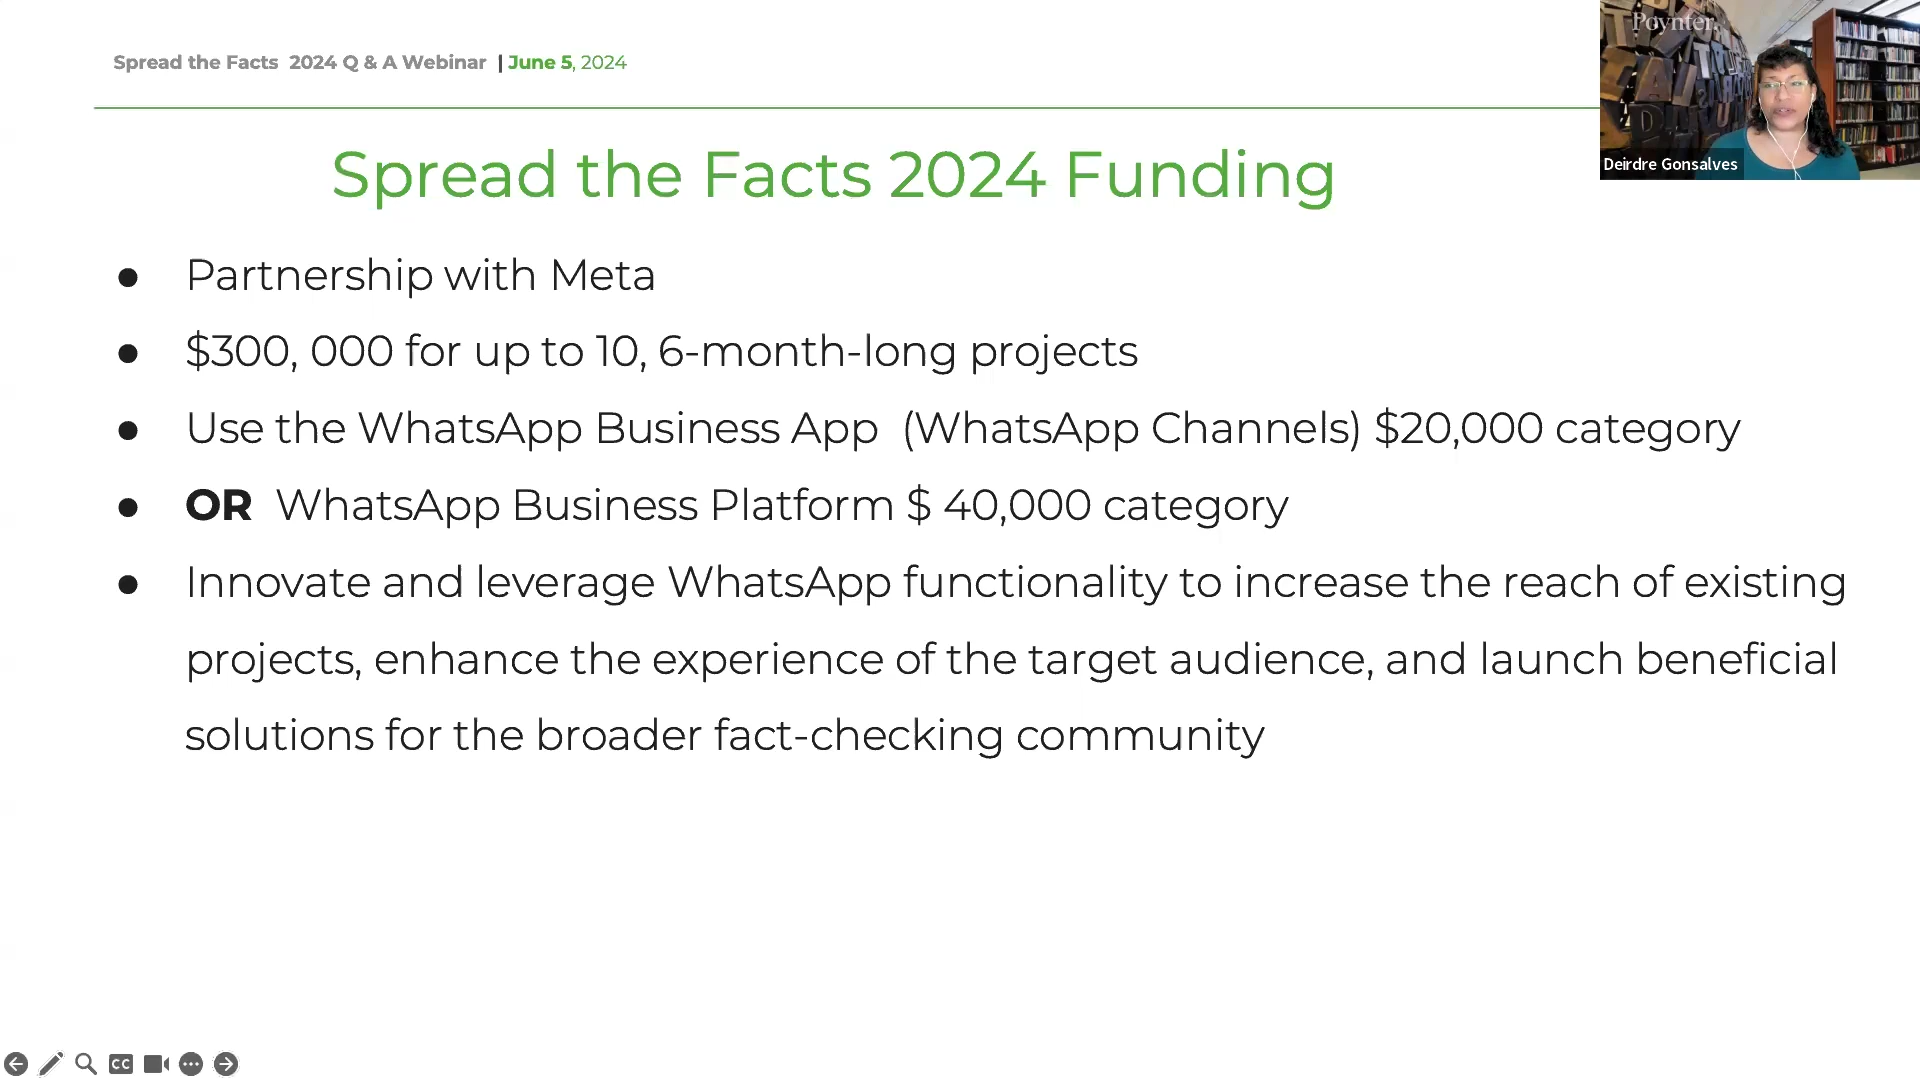 Spread the Facts 2024 Q & A Webinar | June 5, 2024
Poynter.
Deirdre Gonsalves
Spread the Facts 2024 Funding
● Partnership with Meta
● $300, 000 for up to 10, 6-month-long projects
● Use the WhatsApp Business App (WhatsApp Channels) $20,000 category
● OR WhatsApp Business Platform $ 40,000 category
● Innovate and leverage WhatsApp functionality to increase the reach of existing
projects, enhance the experience of the target audience, and launch beneficial
solutions for the broader fact-checking community
CC